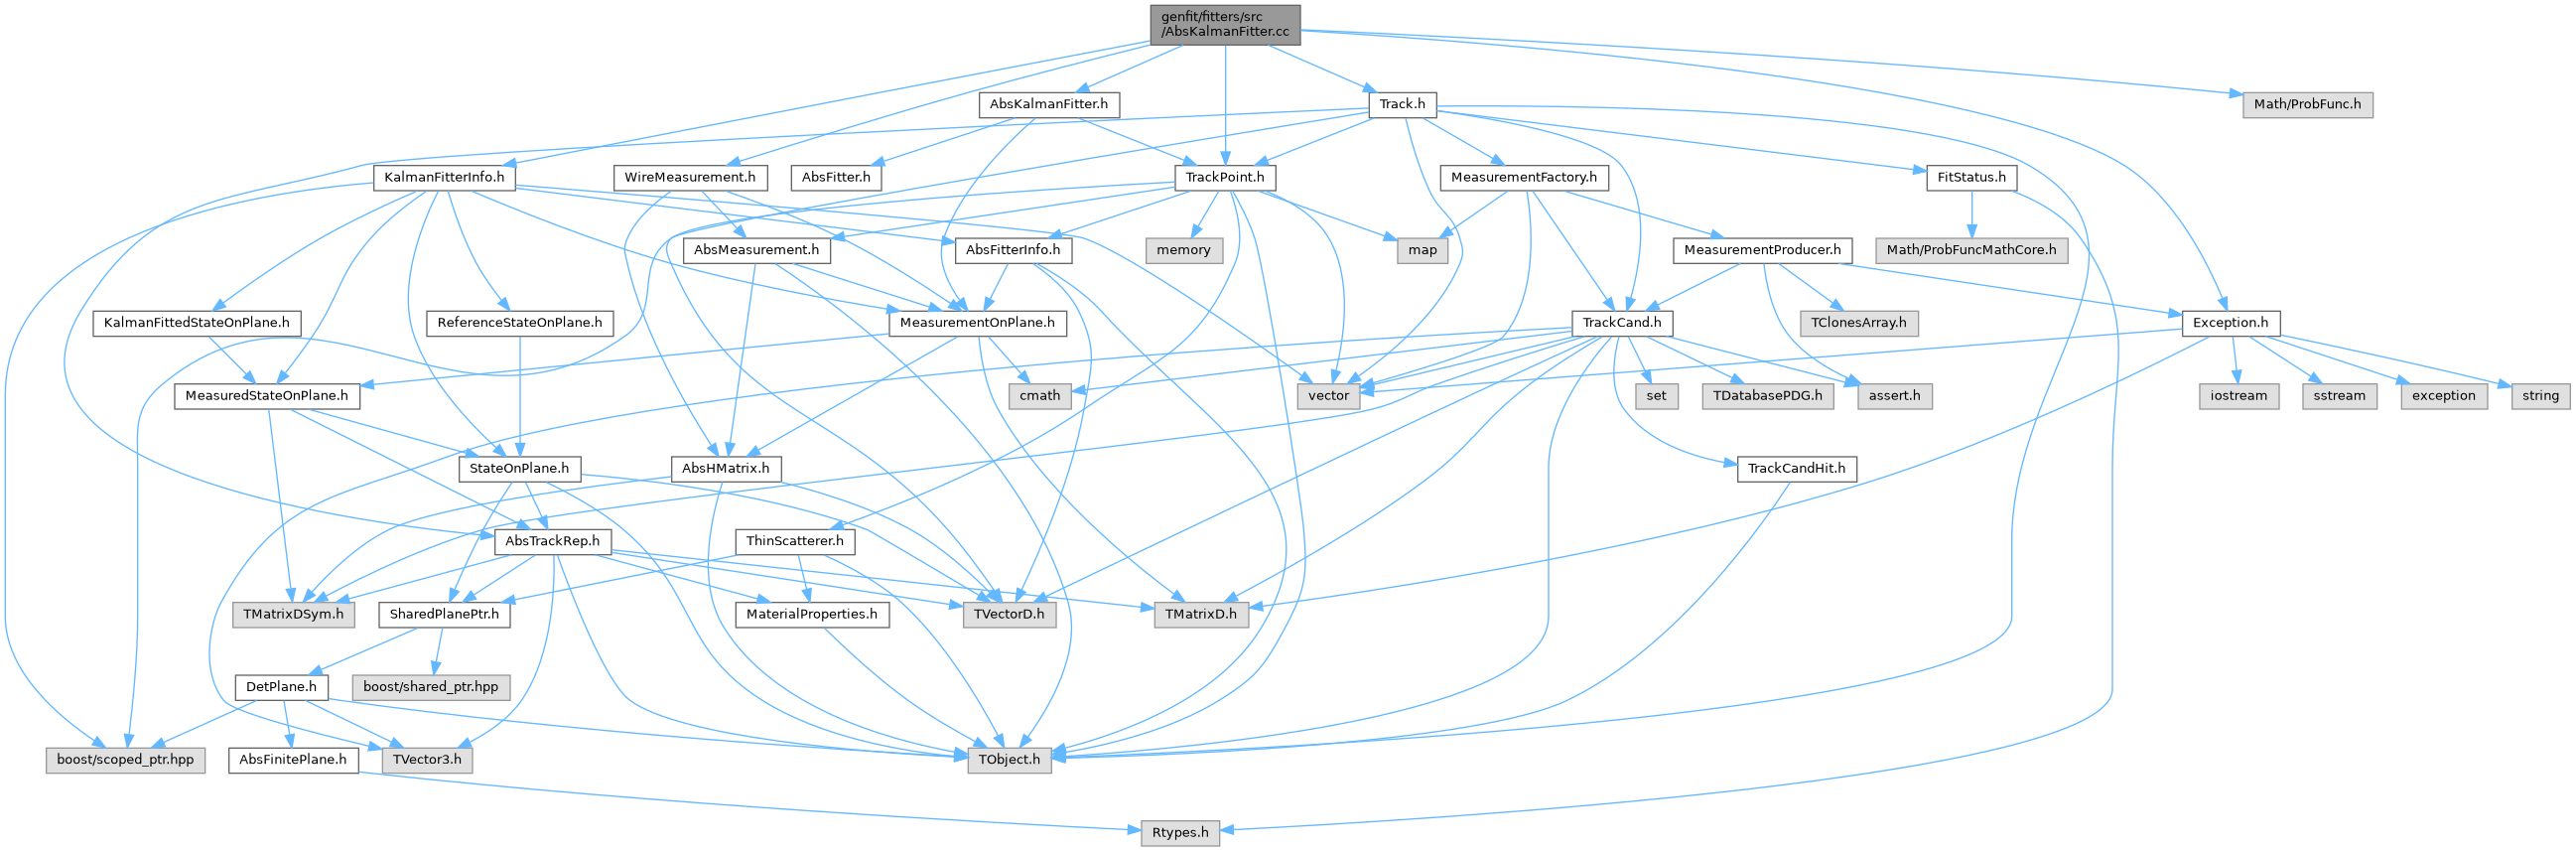 genfit/fitters/src
/AbsKalmanFitter.cc
AbsKalmanFitter.h
Track.h
Math/ProbFunc.h
KalmanFitterInfo.h
WireMeasurement.h
AbsFitter.h
TrackPoint.h
MeasurementFactory.h
FitStatus.h
AbsMeasurement.h
AbsFitterInfo.h
memory
map
MeasurementProducer.h
Math/ProbFuncMathCore.h
KalmanFittedStateOnPlane.h
ReferenceStateOnPlane.h
MeasurementOnPlane.h
TrackCand.h
TClonesArray.h
Exception.h
MeasuredStateOnPlane.h
cmath
vector
set
TDatabasePDG.h
assert.h
iostream
sstream
exception
string
StateOnPlane.h
AbsHMatrix.h
TrackCandHit.h
AbsTrackRep.h
ThinScatterer.h
TMatrixDSym.h
SharedPlanePtr.h
MaterialProperties.h
TVectorD.h
TMatrixD.h
DetPlane.h
boost/shared_ptr.hpp
boost/scoped_ptr.hpp
AbsFinitePlane.h
TVector3.h
TObject.h
Rtypes.h